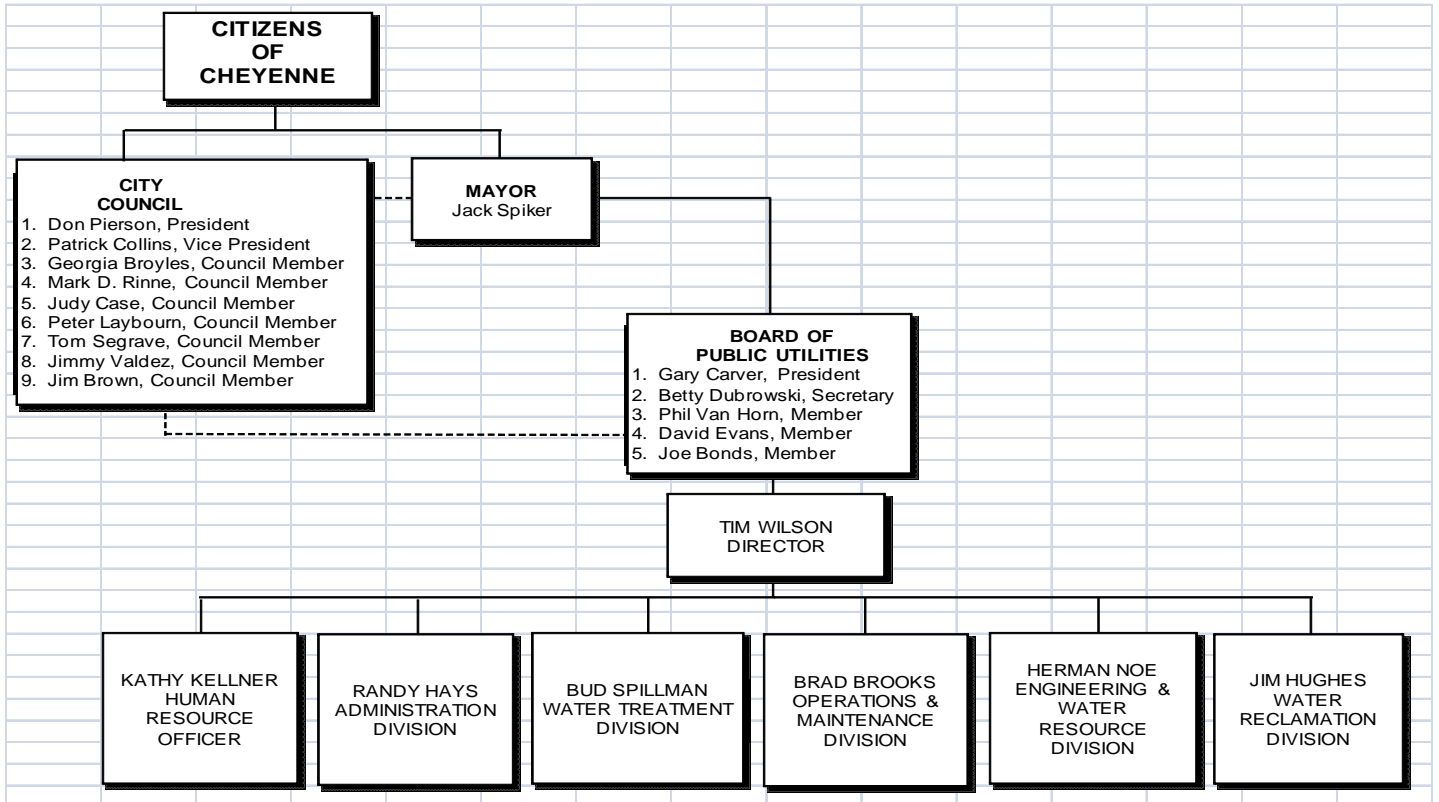 CITIZENS
OF
CHEYENNE
CITY
COUNCIL
1. Don Pierson, President
2. Patrick Collins, Vice President
3. Georgia Broyles, Council Member
4. Mark D. Rinne, Council Member
5. Judy Case, Council Member
6. Peter Laybourn, Council Member
7. Tom Segrave, Council Member
8. Jimmy Valdez, Council Member
9. Jim Brown, Council Member
MAYOR
Jack Spiker
BOARD OF
PUBLIC UTILITIES
1. Gary Carver, President
2. Betty Dubrowski, Secretary
3. Phil Van Horn, Member
4. David Evans, Member
5. Joe Bonds, Member
TIM WILSON
DIRECTOR
KATHY KELLNER
HUMAN
RESOURCE
OFFICER
RANDY HAYS
ADMINISTRATION
DIVISION
BUD SPILLMAN
WATER TREATMENT
DIVISION
BRAD BROOKS
OPERATIONS &
MAINTENANCE
DIVISION
HERMAN NOE
ENGINEERING &
WATER
RESOURCE
DIVISION
JIM HUGHES
WATER
RECLAMATION
DIVISION